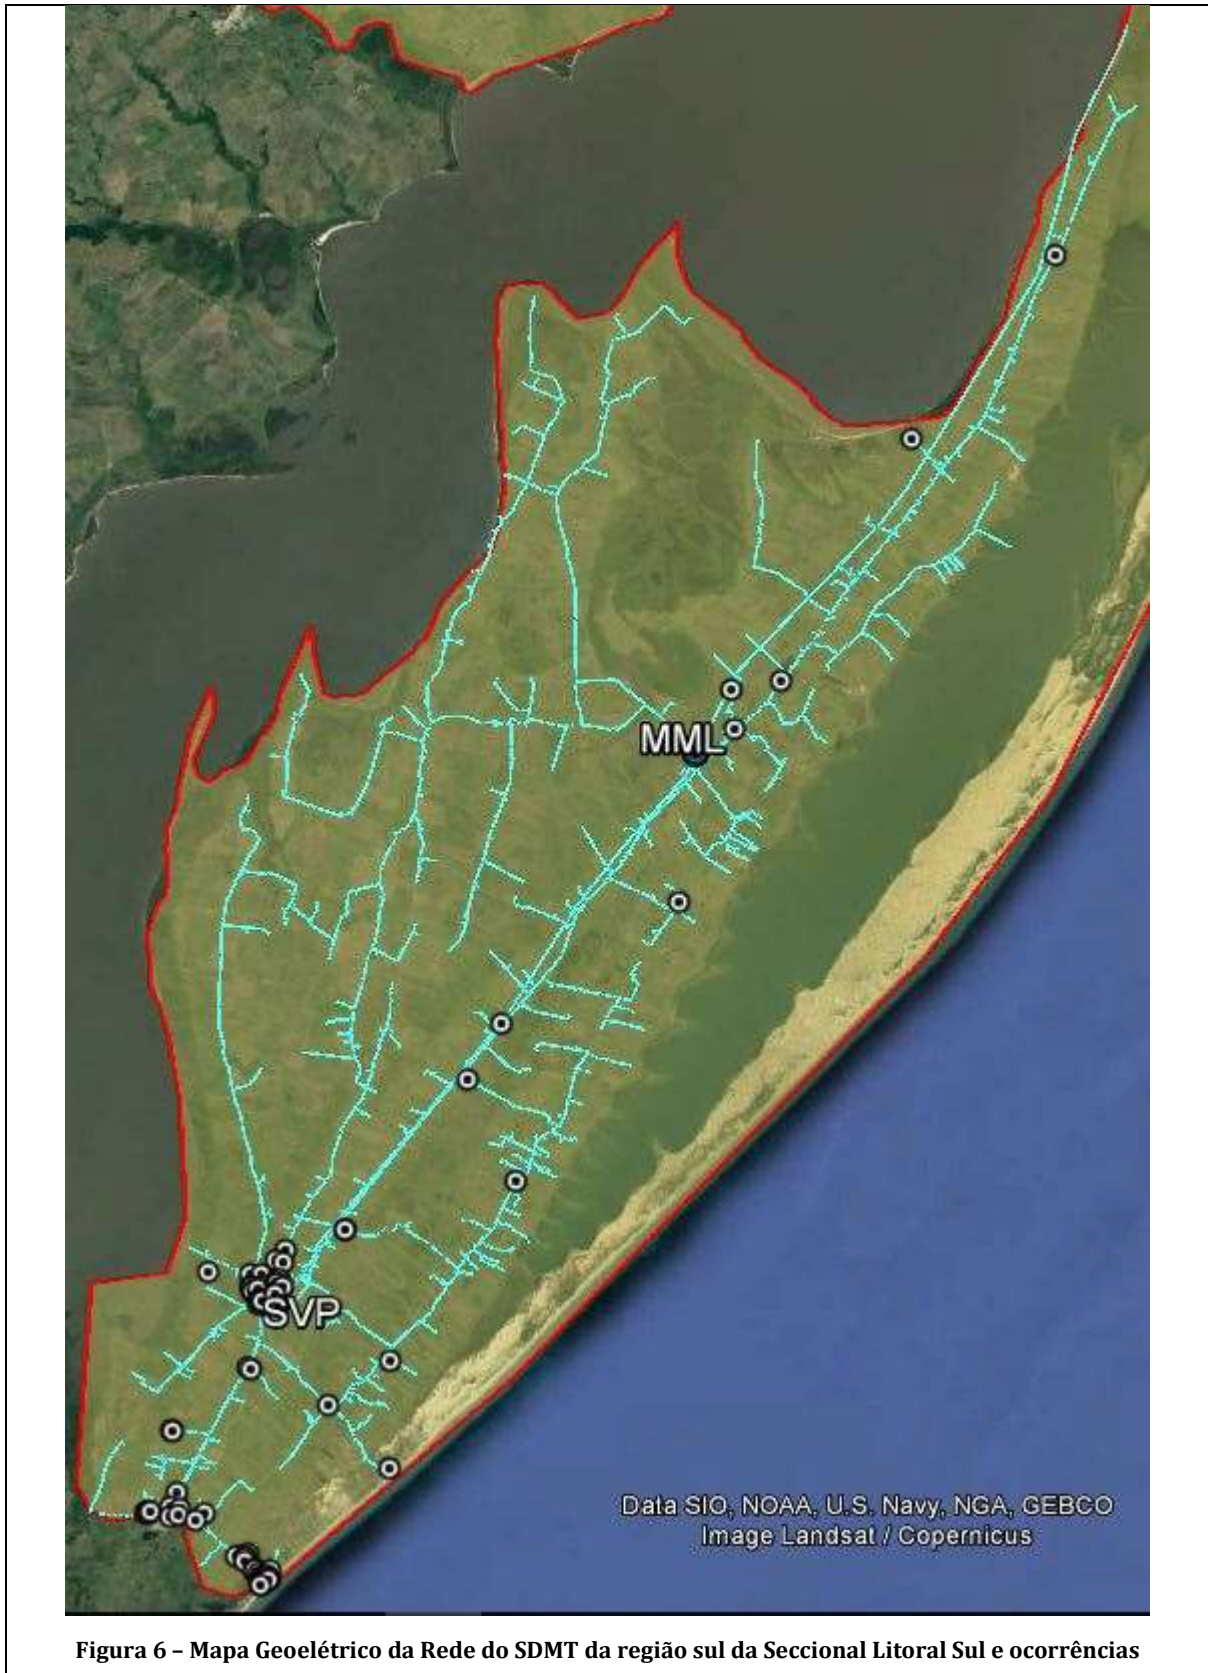 MML
SVP
Data SIO, NOAA, U.S. Navy, NGA, GEBCO
Image Landsat / Copernicus
Figura 6 – Mapa Geoelétrico da Rede do SDMT da região sul da Seccional Litoral Sul e ocorrências